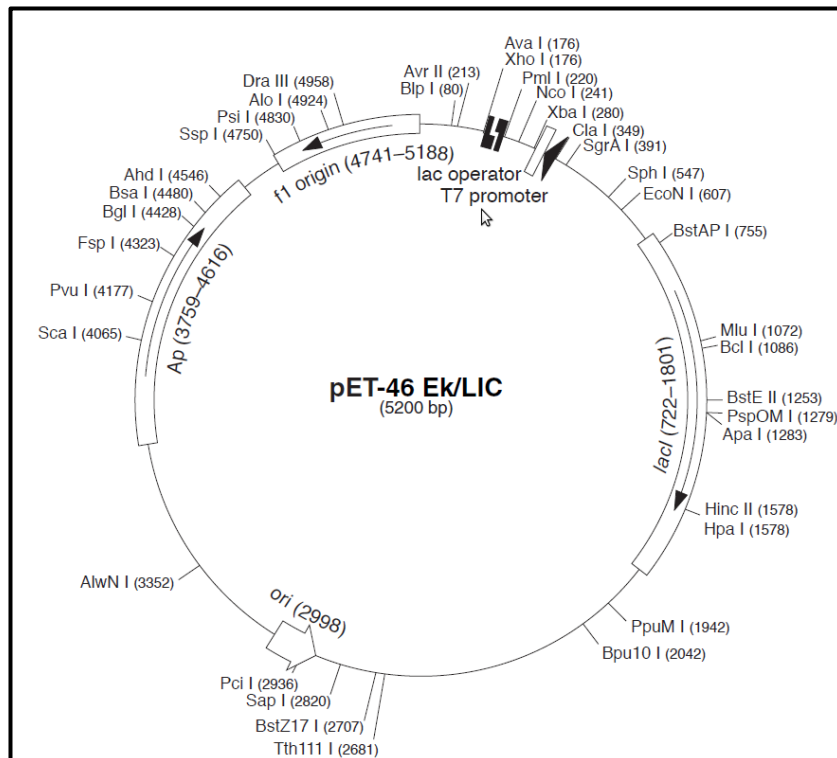 Ava I (176)
Xho I (176)
Avr II (213)
Pml I (220)
Blp I (80)
Nco I (241)
Xba I (280)
Cla I (349)
SgrA I (391)
Sph I (547)
EcoN I (607)
BstAP I (755)
Mlu I (1072)
Bcl I (1086)
BstE II (1253)
PspOM I (1279)
Apa I (1283)
Hinc II (1578)
Hpa I (1578)
PpuM I (1942)
Bpu10 I (2042)
Tth111 I (2681)
BstZ17 I (2707)
Sap I (2820)
Pci I (2936)
AlwN I (3352)
Sca I (4065)
Pvu I (4177)
Fsp I (4323)
Bgl I (4428)
Bsa I (4480)
Ahd I (4546)
Ssp I (4750)
Psi I (4830)
Alo I (4924)
Dra III (4958)
f1 origin (4741–5188)
lac operator
T7 promoter
lacI (722–1801)
ori (2998)
Ap (3759–4616)
pET-46 Ek/LIC
(5200 bp)